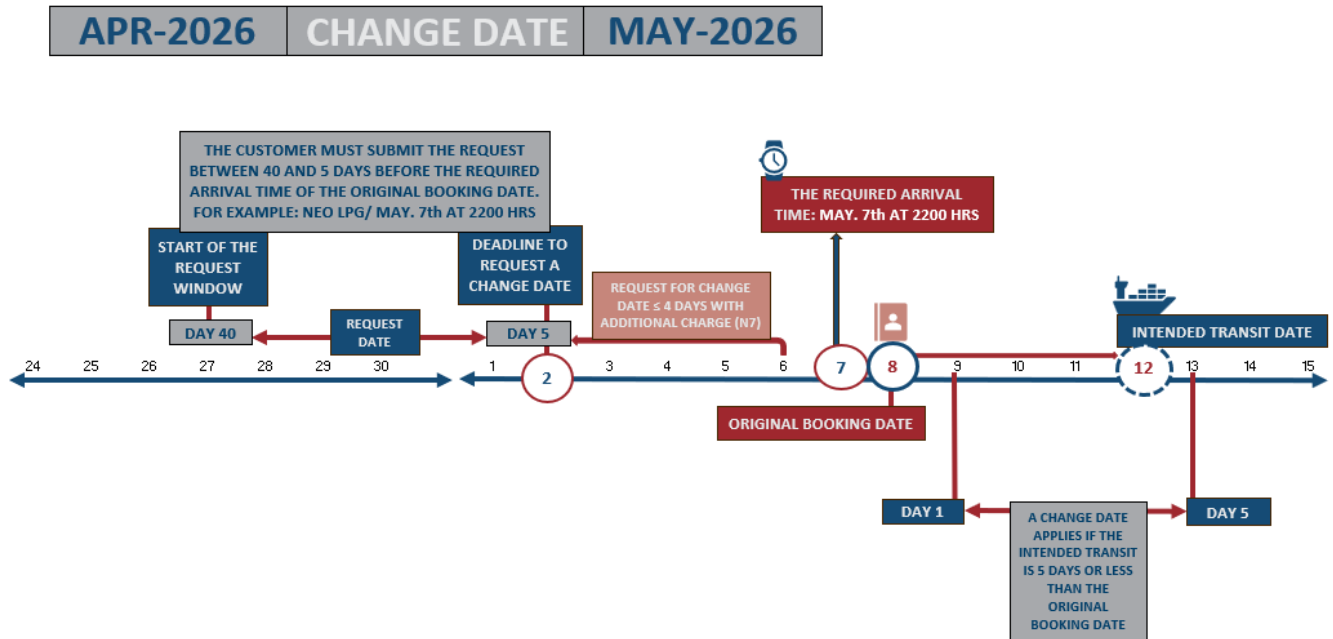 APR-2026 CHANGE DATE MAY-2026
THE CUSTOMER MUST SUBMIT THE REQUEST
BETWEEN 40 AND 5 DAYS BEFORE THE REQUIRED
ARRIVAL TIME OF THE ORIGINAL BOOKING DATE.
FOR EXAMPLE: NEO LPG/ MAY. 7th AT 2200 HRS
THE REQUIRED ARRIVAL
TIME: MAY. 7th AT 2200 HRS
START OF THE
REQUEST
WINDOW
DEADLINE TO
REQUEST A
CHANGE DATE
REQUEST FOR CHANGE
DATE ≤ 4 DAYS WITH
ADDITIONAL CHARGE (N7)
DAY 40
REQUEST
DATE
DAY 5
INTENDED TRANSIT DATE
24 25 26 27 28 29 30 1 2 3 4 5 6 7 8 9 10 11 12 13 14 15
ORIGINAL BOOKING DATE
DAY 1
A CHANGE DATE
APPLIES IF THE
INTENDED TRANSIT
IS 5 DAYS OR LESS
THAN THE
ORIGINAL
BOOKING DATE
DAY 5